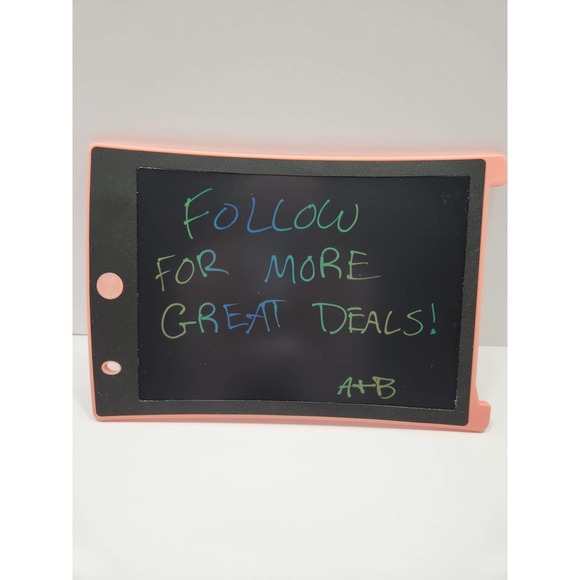 FOLLOW
FOR MORE
GREAT DEALS!
A+B